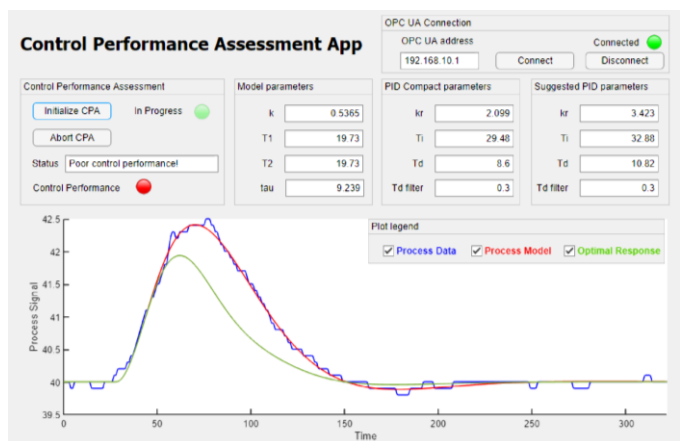 Control Performance Assessment App
OPC UA Connection
OPC UA address
Connected
192.168.10.1
Connect
Disconnect
Control Performance Assessment
Initialize CPA
In Progress
Abort CPA
Status
Poor control performance!
Control Performance
Model parameters
k 0.5365
T1 19.73
T2 19.73
tau 9.239
PID Compact parameters
kr 2.099
Ti 29.48
Td 8.6
Td filter 0.3
Suggested PID parameters
kr 3.423
Ti 32.88
Td 10.82
Td filter 0.3
Plot legend
Process Data
Process Model
Optimal Response
Process Signal
42.5
42
41.5
41
40.5
40
39.5
0 50 100 150 200 250 300
Time